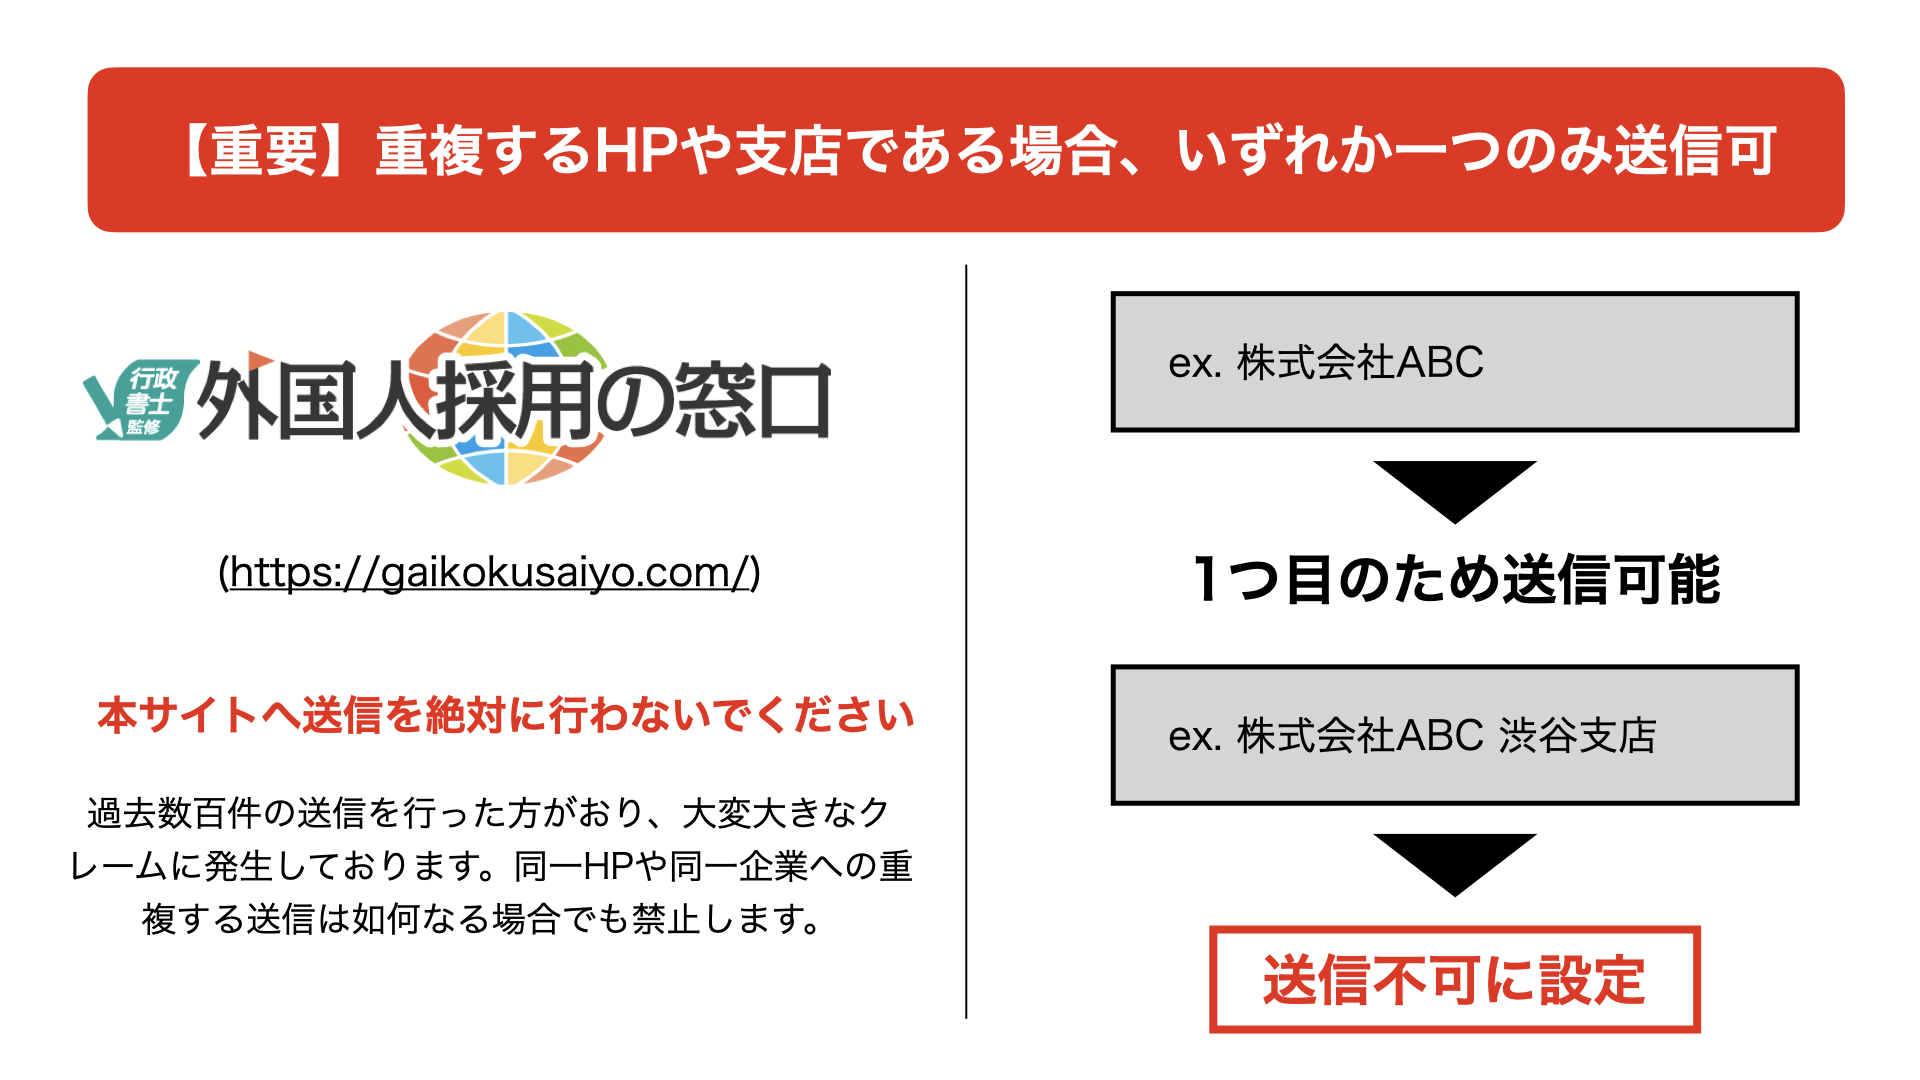 【重要】重複するHPや支店である場合、いずれか一つのみ送信可
行政
書士
監修
外国人採用の窓口
(https://gaikokusaiyo.com/)
本サイトへ送信を絶対に行わないでください
過去数百件の送信を行った方がおり、大変大きなク
レームに発生しております。同一HPや同一企業への重
複する送信は如何なる場合でも禁止します。
ex. 株式会社ABC
1つ目のため送信可能
ex. 株式会社ABC 渋谷支店
送信不可に設定